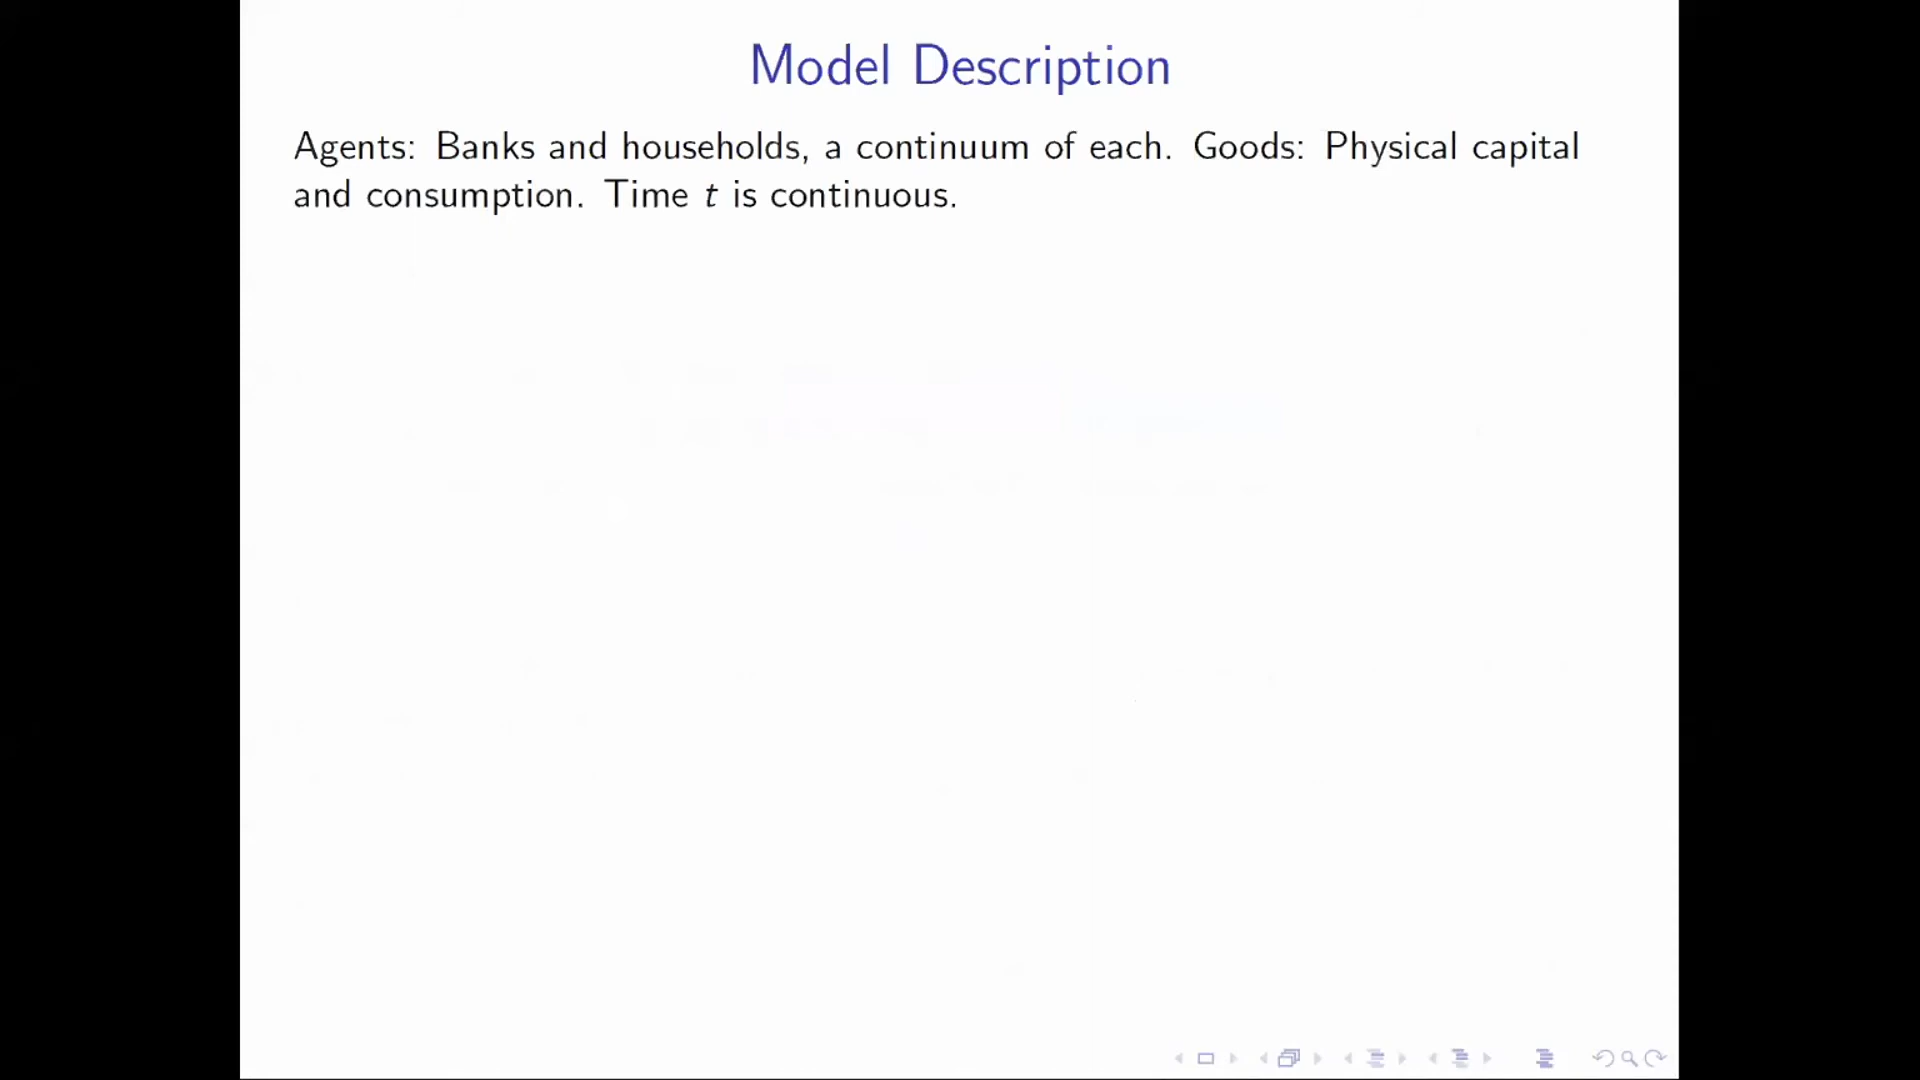 Model Description
Agents: Banks and households, a continuum of each. Goods: Physical capital
and consumption. Time t is continuous.